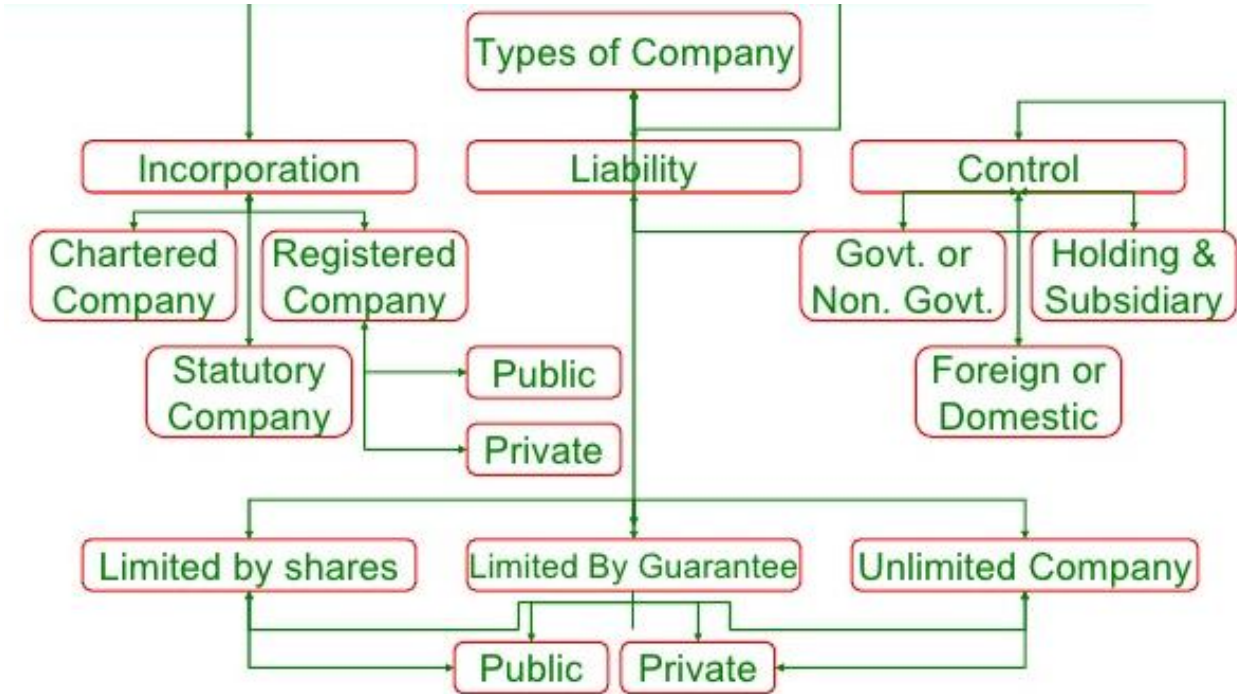 Types of Company
Incorporation
Liability
Control
Chartered
Company
Registered
Company
Govt. or
Non. Govt.
Holding &
Subsidiary
Statutory
Company
Public
Private
Foreign or
Domestic
Limited by shares
Limited By Guarantee
Unlimited Company
Public
Private